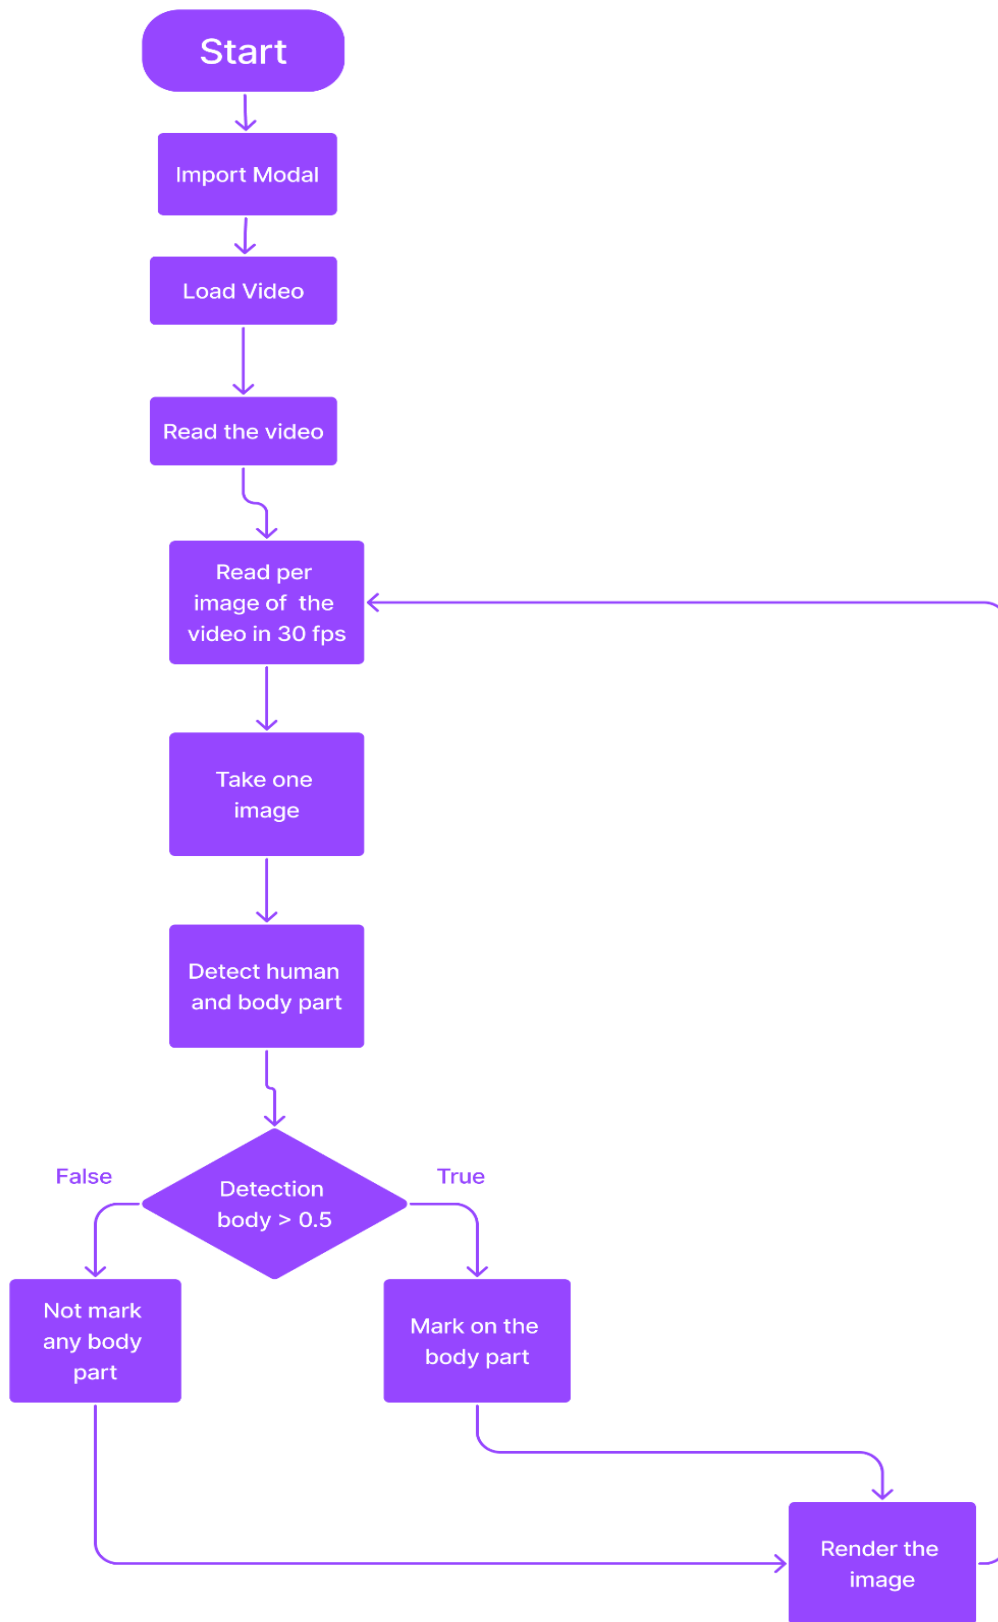 Start
Import Modal
Load Video
Read the video
Read per
image of the
video in 30 fps
Take one
image
Detect human
and body part
False
True
Detection
body > 0.5
Not mark
any body
part
Mark on the
body part
Render the
image